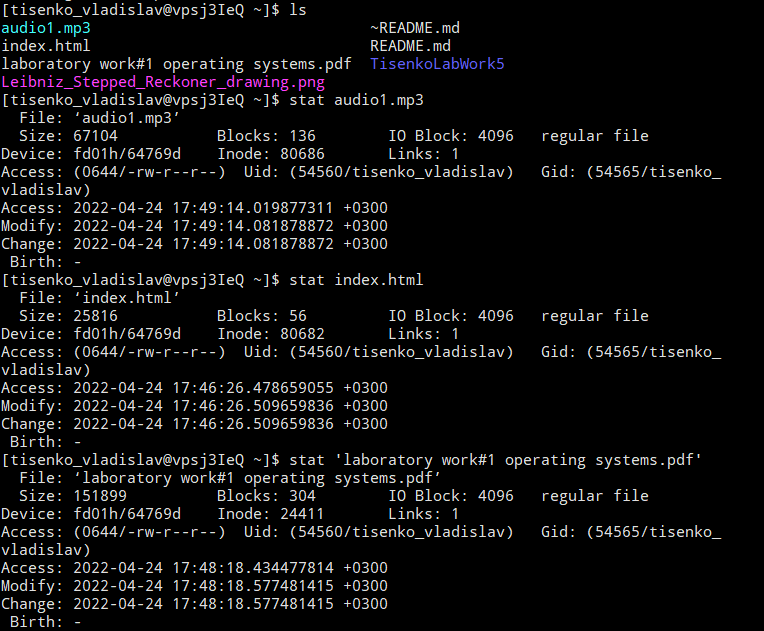 [tisenko_vladislav@vpsj3IeQ ~]$ ls
audio1.mp3                               ~README.md
index.html                               README.md
laboratory work#1 operating systems.pdf  TisenkoLabWork5
Leibniz_Stepped_Reckoner_drawing.png
[tisenko_vladislav@vpsj3IeQ ~]$ stat audio1.mp3
  File: ‘audio1.mp3’
  Size: 67104           Blocks: 136        IO Block: 4096   regular file
Device: fd01h/64769d    Inode: 80686       Links: 1
Access: (0644/-rw-r--r--)  Uid: (54560/tisenko_vladislav)   Gid: (54565/tisenko_
vladislav)
Access: 2022-04-24 17:49:14.019877311 +0300
Modify: 2022-04-24 17:49:14.081878872 +0300
Change: 2022-04-24 17:49:14.081878872 +0300
 Birth: -
[tisenko_vladislav@vpsj3IeQ ~]$ stat index.html
  File: ‘index.html’
  Size: 25816           Blocks: 56         IO Block: 4096   regular file
Device: fd01h/64769d    Inode: 80682       Links: 1
Access: (0644/-rw-r--r--)  Uid: (54560/tisenko_vladislav)   Gid: (54565/tisenko_
vladislav)
Access: 2022-04-24 17:46:26.478659055 +0300
Modify: 2022-04-24 17:46:26.509659836 +0300
Change: 2022-04-24 17:46:26.509659836 +0300
 Birth: -
[tisenko_vladislav@vpsj3IeQ ~]$ stat 'laboratory work#1 operating systems.pdf'
  File: ‘laboratory work#1 operating systems.pdf’
  Size: 151899          Blocks: 304        IO Block: 4096   regular file
Device: fd01h/64769d    Inode: 24411       Links: 1
Access: (0644/-rw-r--r--)  Uid: (54560/tisenko_vladislav)   Gid: (54565/tisenko_
vladislav)
Access: 2022-04-24 17:48:18.434477814 +0300
Modify: 2022-04-24 17:48:18.577481415 +0300
Change: 2022-04-24 17:48:18.577481415 +0300
 Birth: -